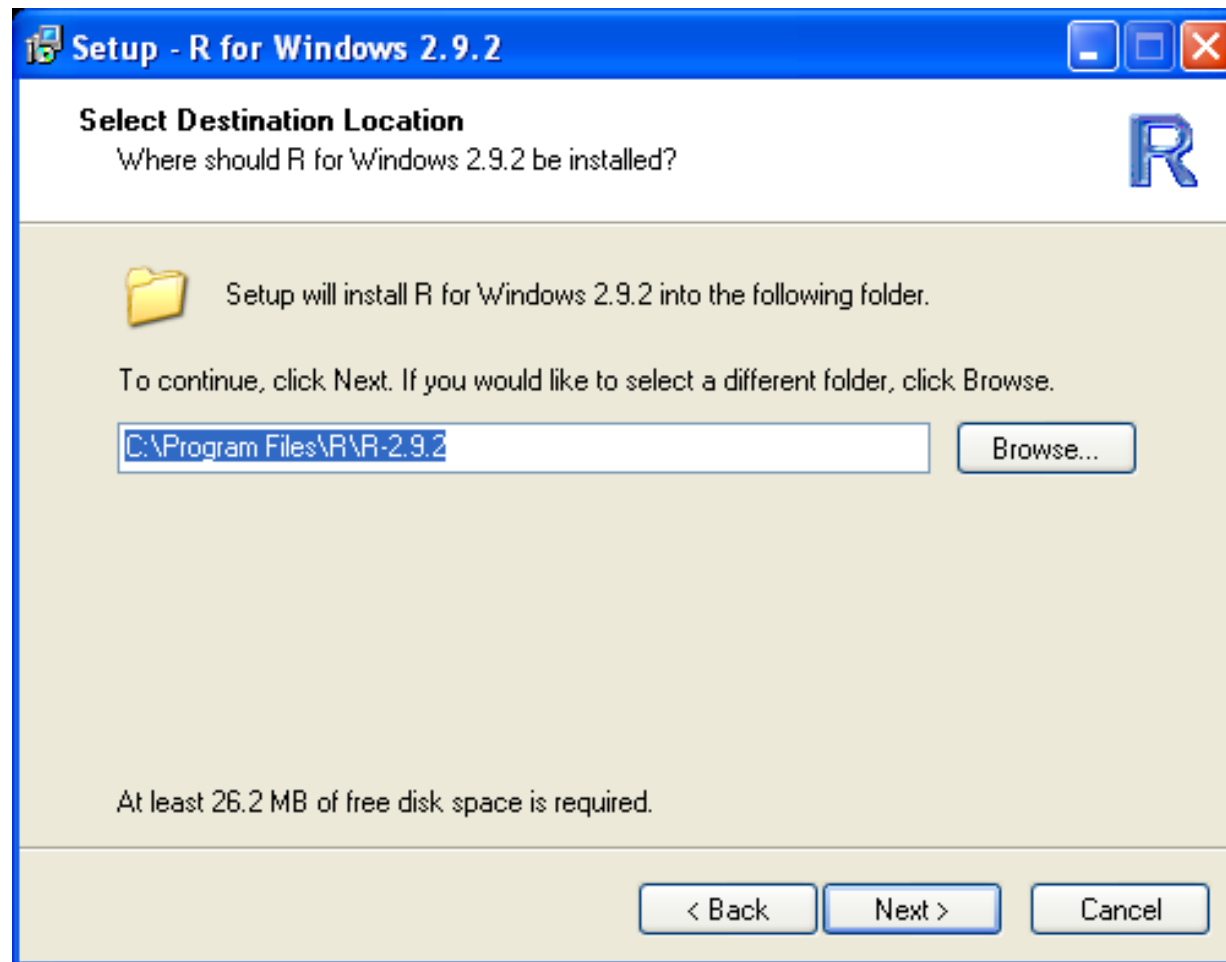 Setup - R for Windows 2.9.2
Select Destination Location
Where should R for Windows 2.9.2 be installed?
R
Setup will install R for Windows 2.9.2 into the following folder.
To continue, click Next. If you would like to select a different folder, click Browse.
C:\Program Files\R\R-2.9.2
Browse...
At least 26.2 MB of free disk space is required.
< Back
Next >
Cancel